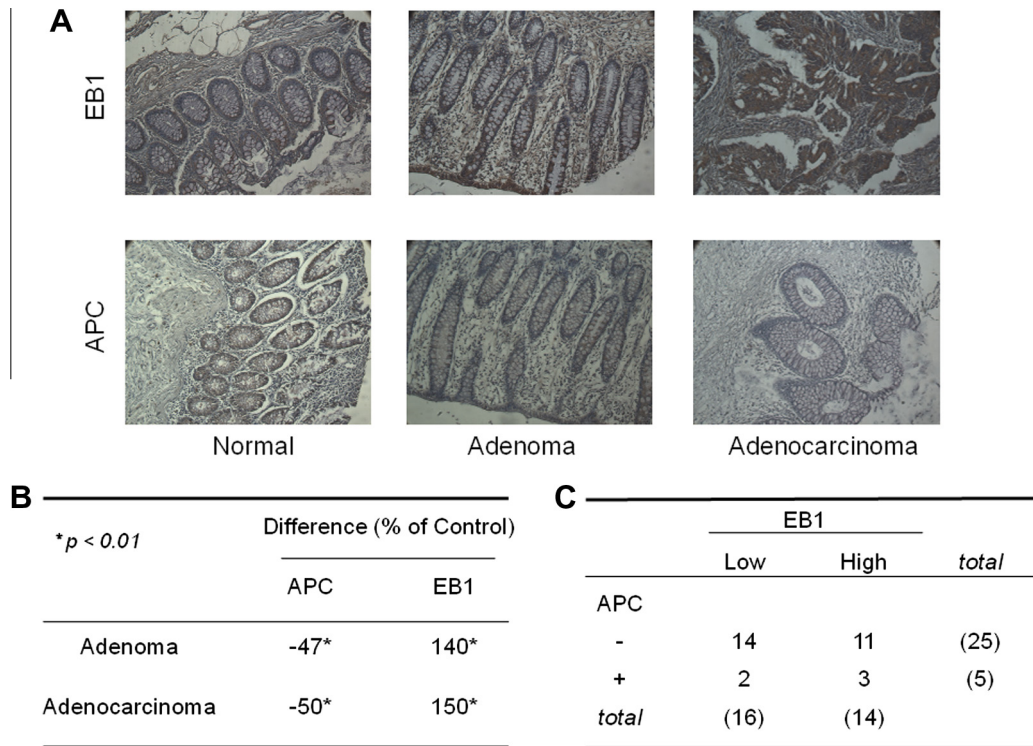 A
EB1
APC
Normal Adenoma Adenocarcinoma
B
* p < 0.01
Difference (% of Control)
APC EB1
Adenoma -47* 140*
Adenocarcinoma -50* 150*
C
EB1
Low High total
APC
- 14 11 (25)
+ 2 3 (5)
total (16) (14)